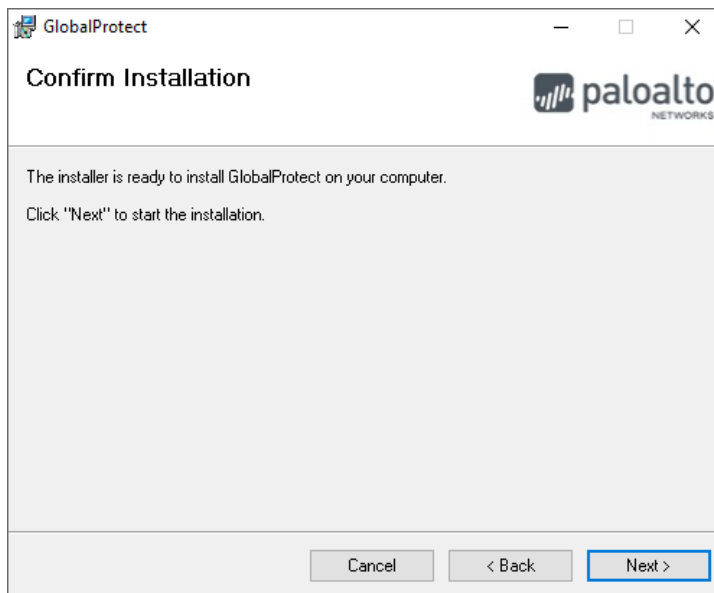 GlobalProtect
Confirm Installation
paloalto
NETWORKS
The installer is ready to install GlobalProtect on your computer.
Click "Next" to start the installation.
Cancel
< Back
Next >